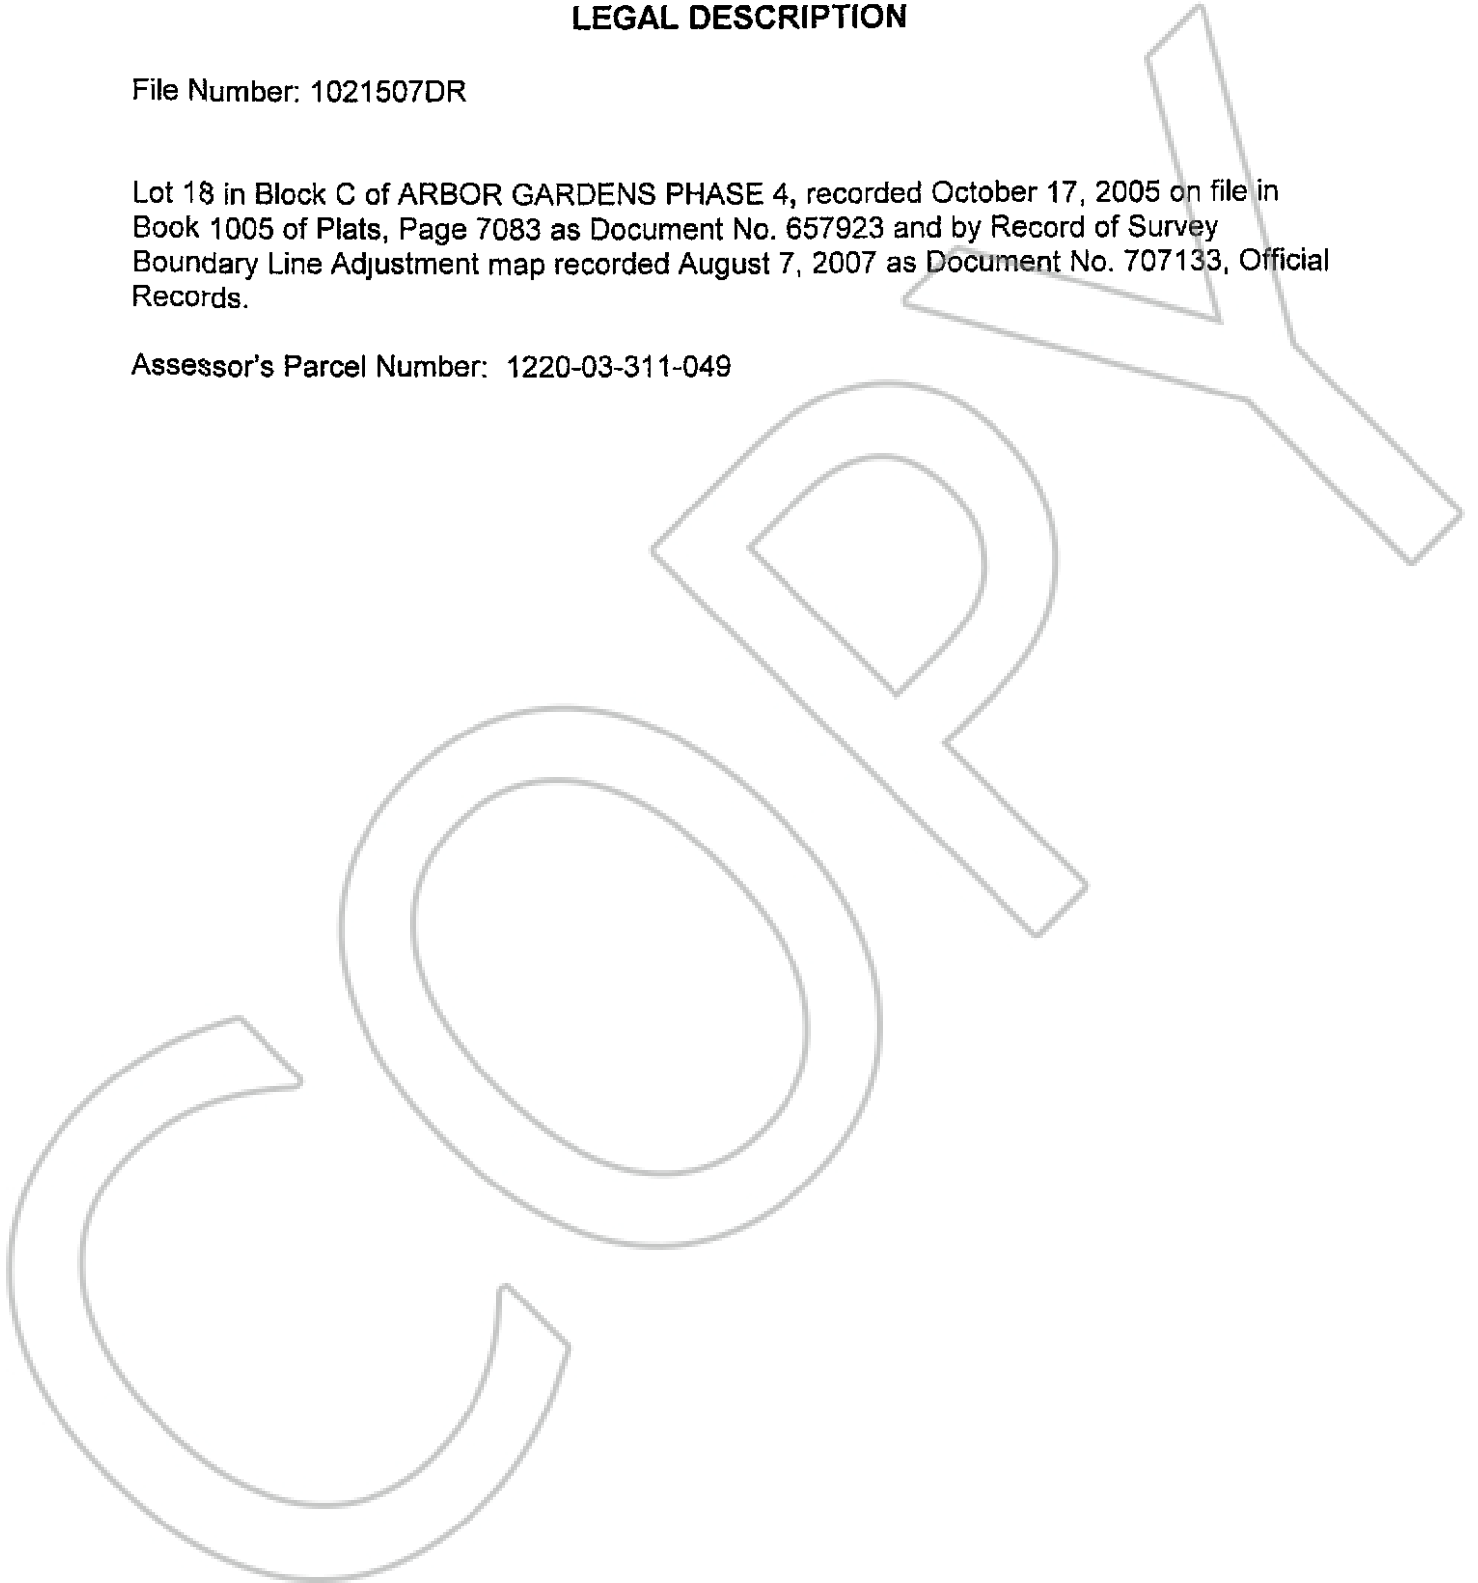 LEGAL DESCRIPTION
File Number: 1021507DR
Lot 18 in Block C of ARBOR GARDENS PHASE 4, recorded October 17, 2005 on file in
Book 1005 of Plats, Page 7083 as Document No. 657923 and by Record of Survey
Boundary Line Adjustment map recorded August 7, 2007 as Document No. 707133, Official
Records.
Assessor's Parcel Number: 1220-03-311-049
COPY